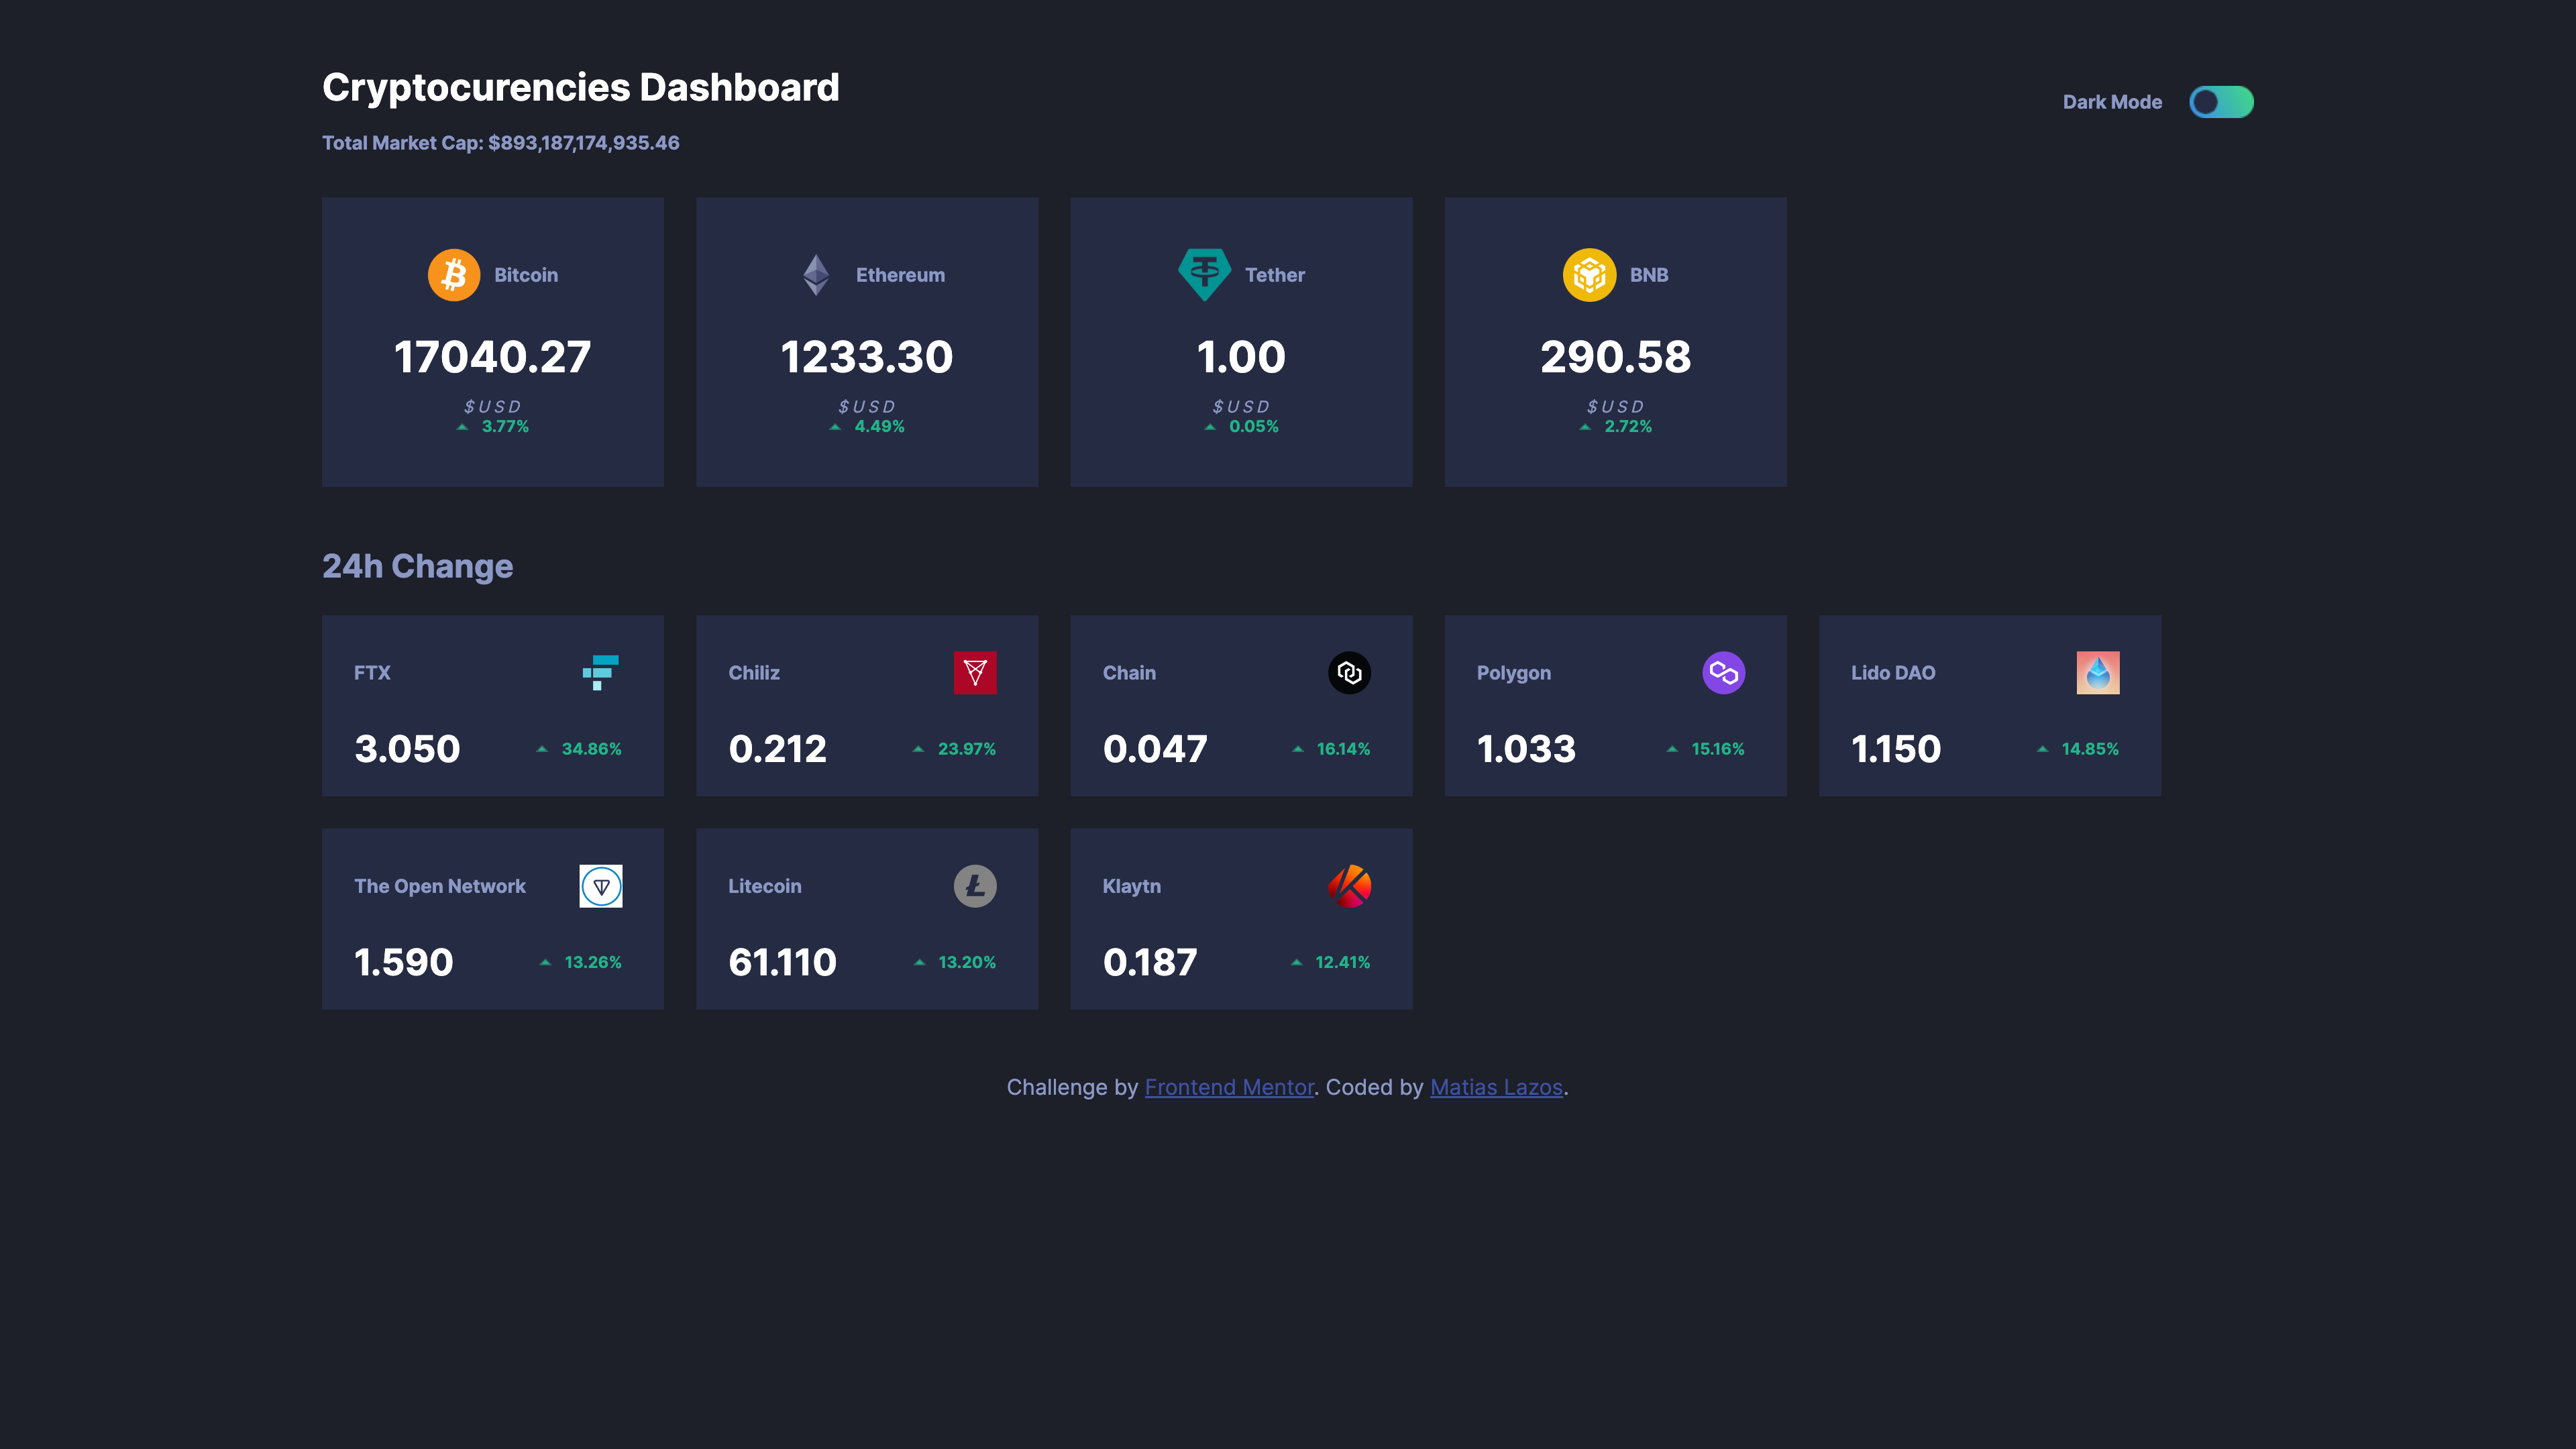 Cryptocurencies Dashboard
Dark Mode
Total Market Cap: $893,187,174,935.46
Bitcoin
17040.27
$USD
3.77%
Ethereum
1233.30
$USD
4.49%
Tether
1.00
$USD
0.05%
BNB
290.58
$USD
2.72%
24h Change
FTX
3.050
34.86%
Chiliz
0.212
23.97%
Chain
0.047
16.14%
Polygon
1.033
15.16%
Lido DAO
1.150
14.85%
The Open Network
1.590
13.26%
Litecoin
61.110
13.20%
Klaytn
0.187
12.41%
Challenge by Frontend Mentor. Coded by Matias Lazos.